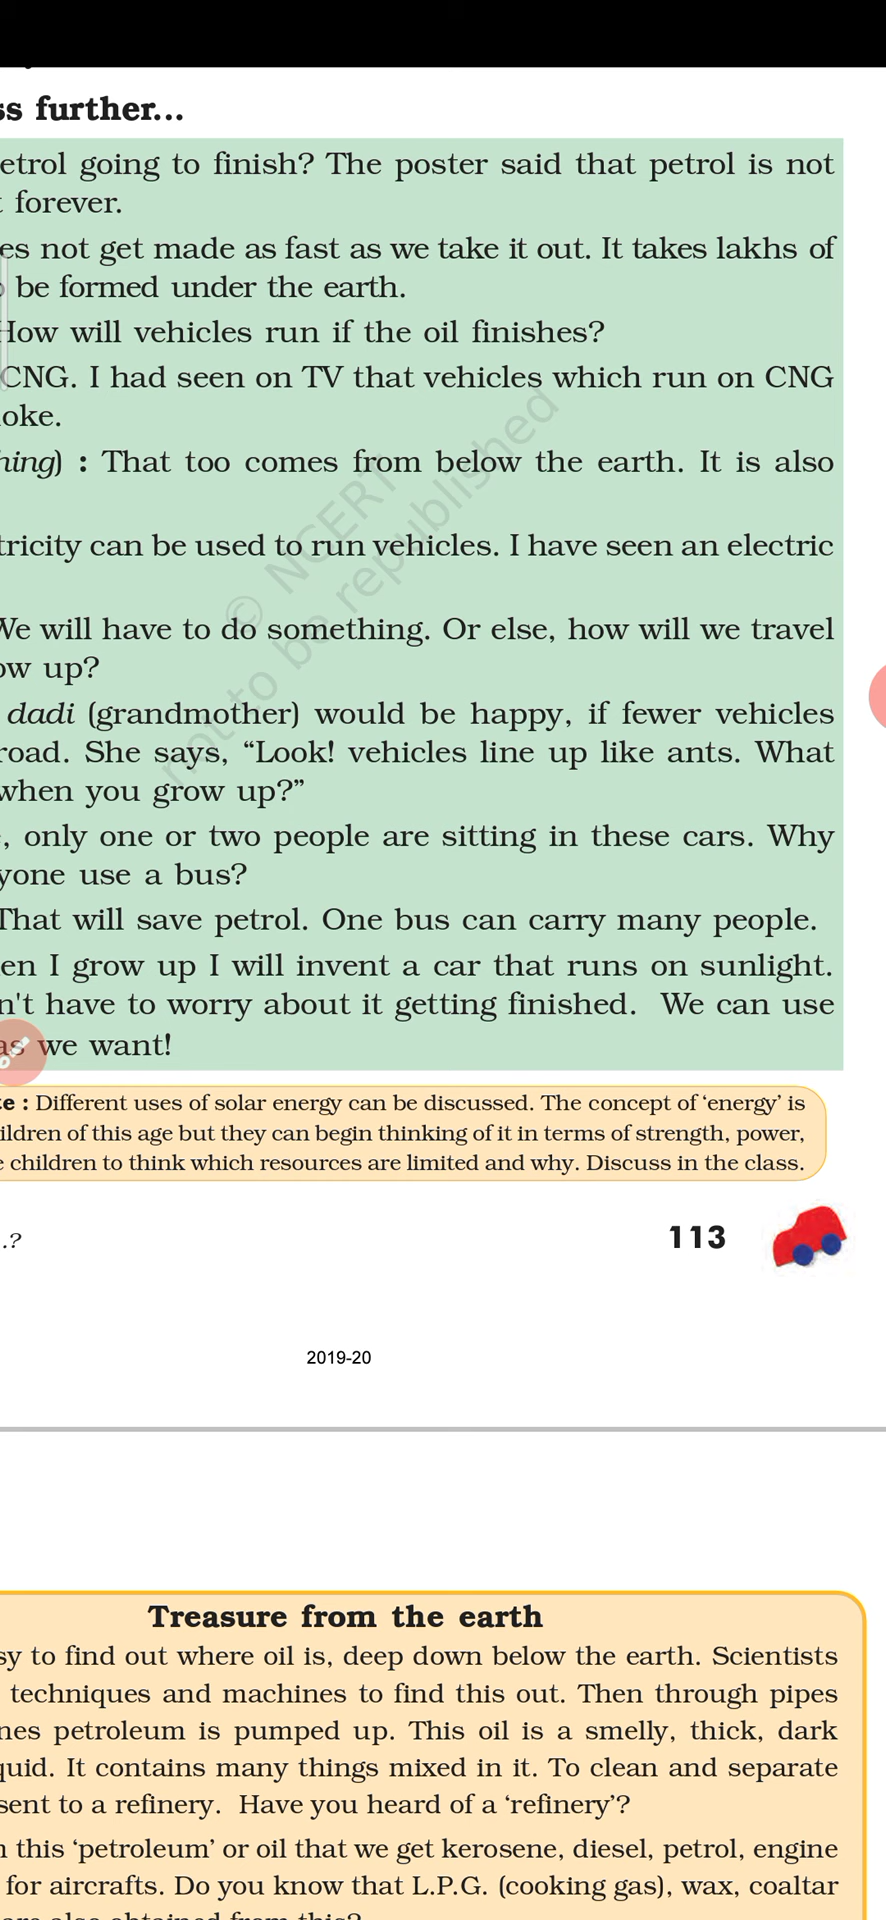 ss further...
etrol going to finish? The poster said that petrol is not
t forever.
es not get made as fast as we take it out. It takes lakhs of
o be formed under the earth.
How will vehicles run if the oil finishes?
CNG. I had seen on TV that vehicles which run on CNG
oke.
hing) : That too comes from below the earth. It is also
tricity can be used to run vehicles. I have seen an electric
We will have to do something. Or else, how will we travel
ow up?
dadi (grandmother) would be happy, if fewer vehicles
road. She says, “Look! vehicles line up like ants. What
when you grow up?”
, only one or two people are sitting in these cars. Why
yone use a bus?
That will save petrol. One bus can carry many people.
en I grow up I will invent a car that runs on sunlight.
n't have to worry about it getting finished. We can use
as we want!
© NCERT
not to be republished
te : Different uses of solar energy can be discussed. The concept of ‘energy’ is
ildren of this age but they can begin thinking of it in terms of strength, power,
e children to think which resources are limited and why. Discuss in the class.
.?
113
2019-20
Treasure from the earth
sy to find out where oil is, deep down below the earth. Scientists
techniques and machines to find this out. Then through pipes
nes petroleum is pumped up. This oil is a smelly, thick, dark
quid. It contains many things mixed in it. To clean and separate
sent to a refinery. Have you heard of a ‘refinery’?
this ‘petroleum’ or oil that we get kerosene, diesel, petrol, engine
for aircrafts. Do you know that L.P.G. (cooking gas), wax, coaltar
are also obtained from this?